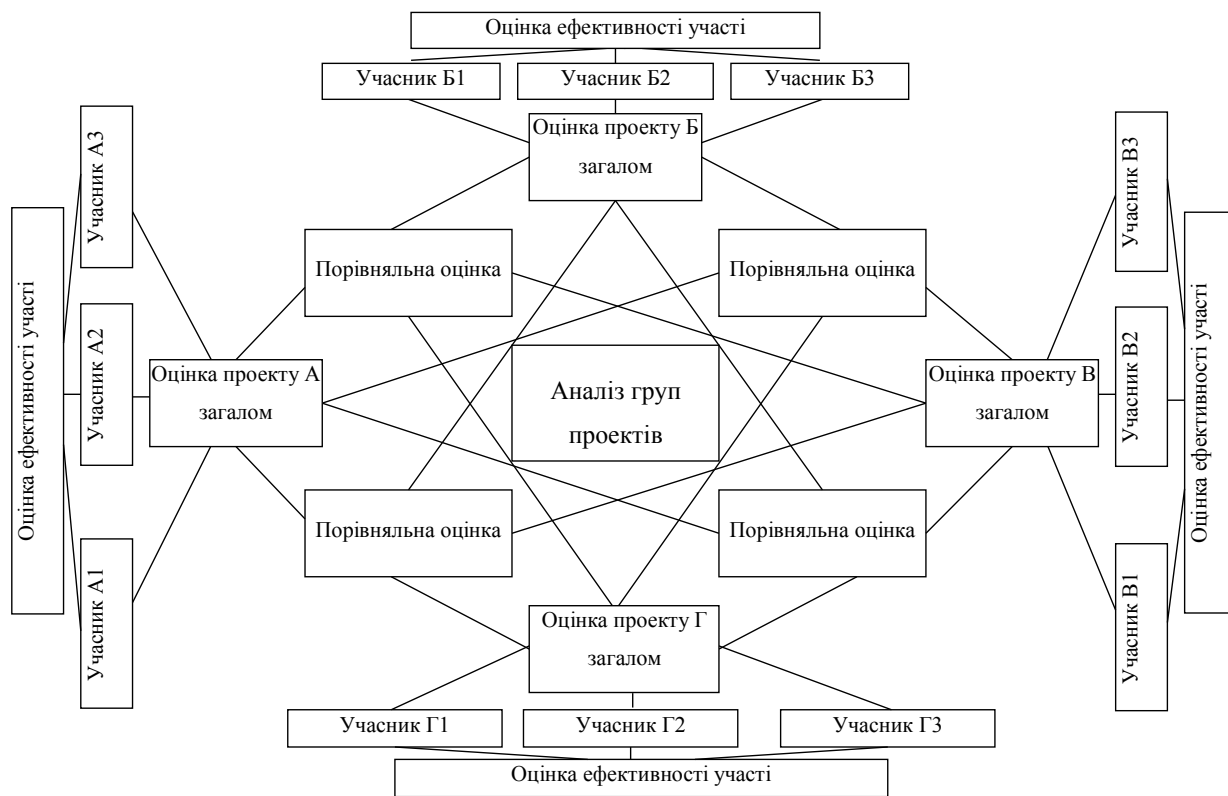 Оцінка ефективності участі
Учасник Б1
Учасник Б2
Учасник Б3
Оцінка проекту Б
загалом
Учасник А3
Учасник В3
Порівняльна оцінка
Порівняльна оцінка
Оцінка ефективності участі
Учасник А2
Оцінка проекту А
загалом
Аналіз груп
проектів
Оцінка проекту В
загалом
Учасник В2
Оцінка ефективності участі
Порівняльна оцінка
Порівняльна оцінка
Учасник А1
Учасник В1
Оцінка проекту Г
загалом
Учасник Г1
Учасник Г2
Учасник Г3
Оцінка ефективності участі